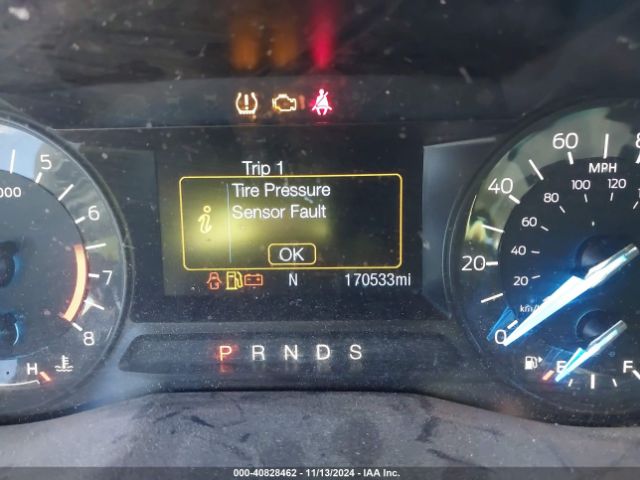 Trip 1
Tire Pressure
Sensor Fault
i
OK
N 170533mi
P R N D S
000
5
6
7
8
H
0
20
40
60
MPH
20
40
60
80
100
120
E
F
000-40828462 - 11/13/2024 - IAA Inc.